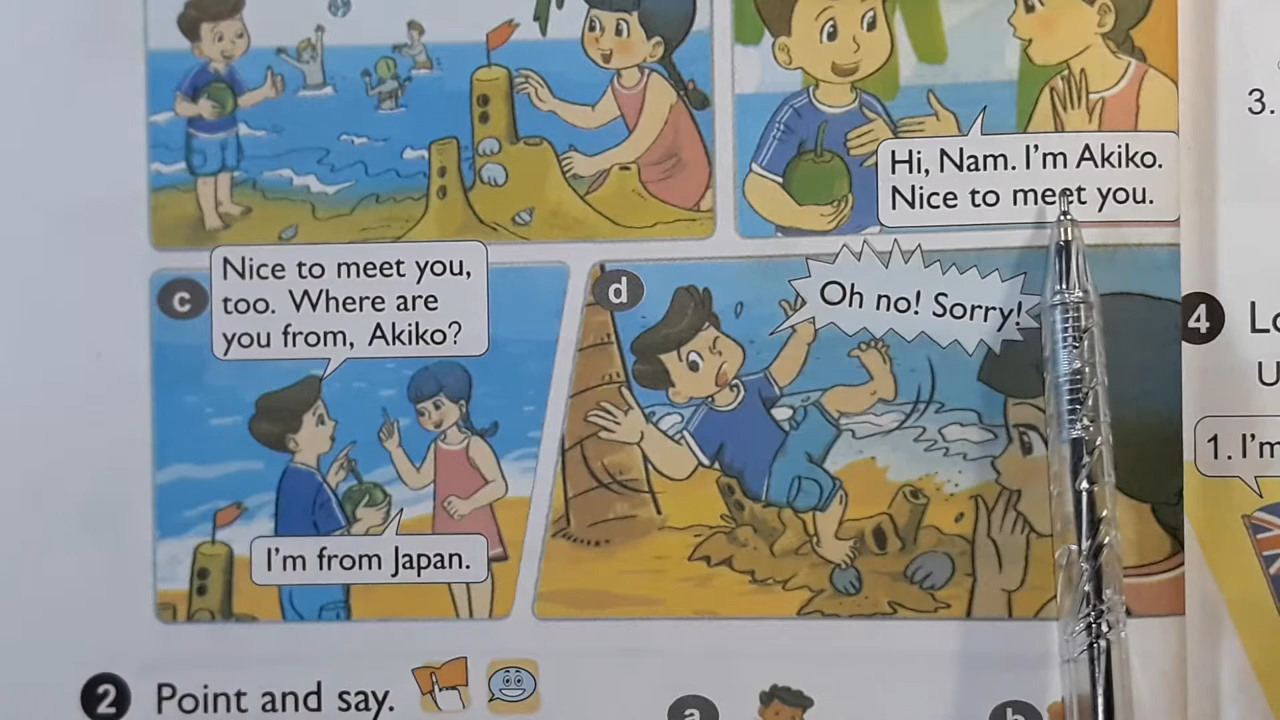 Hi, Nam. I'm Akiko.
Nice to meet you.
c
Nice to meet you,
too. Where are
you from, Akiko?
I'm from Japan.
d
Oh no! Sorry!
2 Point and say.
a
b
3.
4
1. I'm